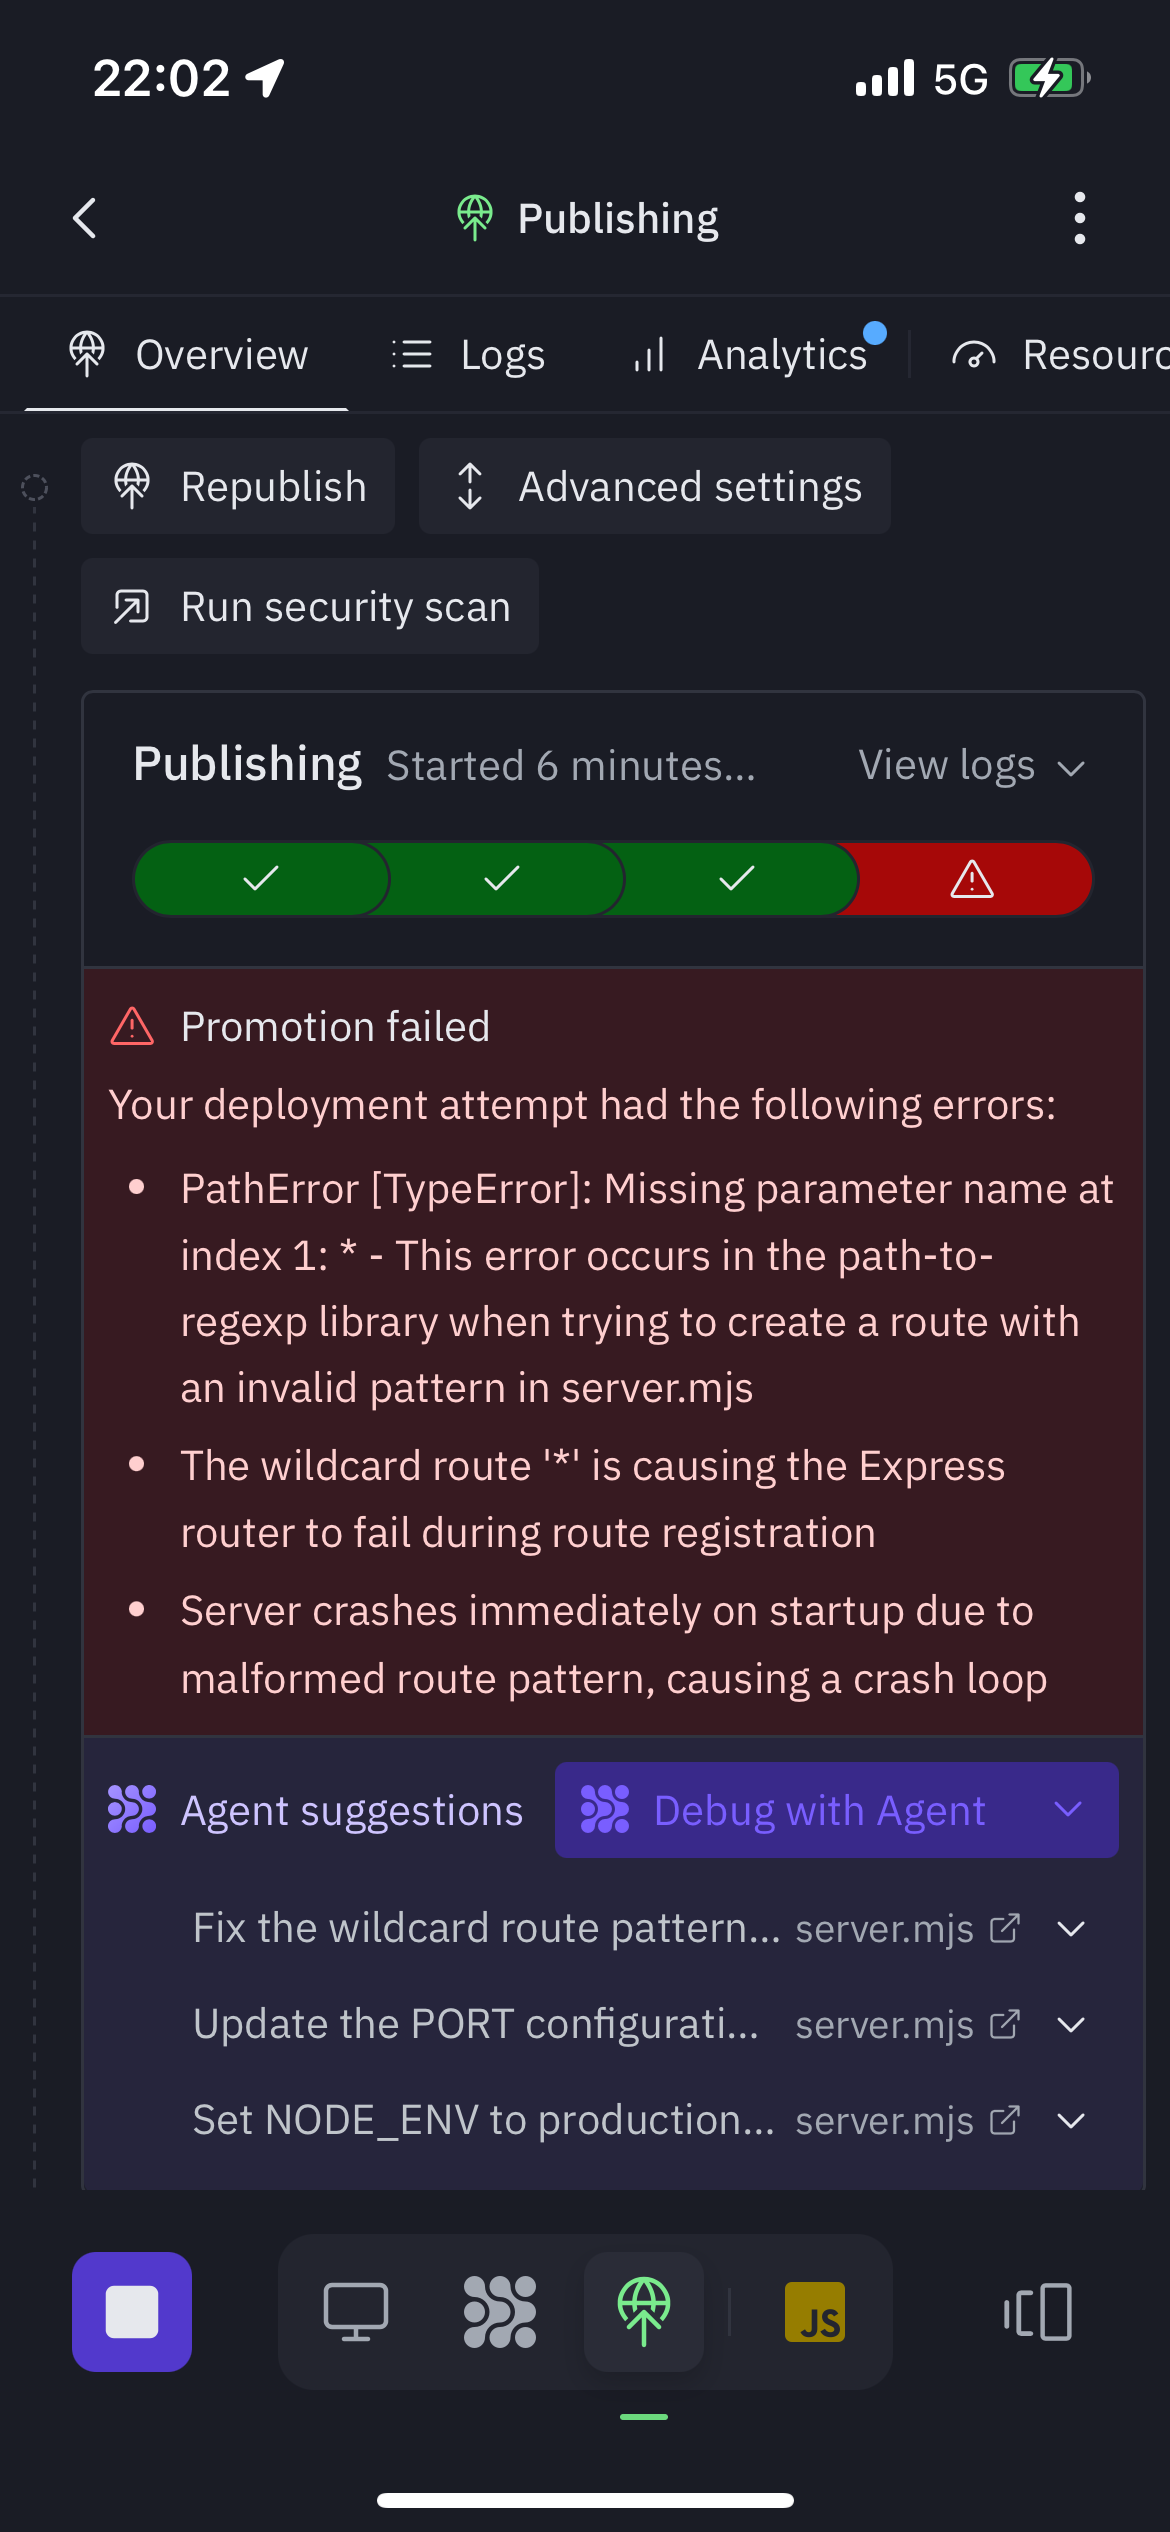 22:02
5G
Publishing
Overview
Logs
Analytics
Resourc
Republish
Advanced settings
Run security scan
Publishing Started 6 minutes... View logs
Promotion failed
Your deployment attempt had the following errors:
PathError [TypeError]: Missing parameter name at
index 1: * - This error occurs in the path-to-
regexp library when trying to create a route with
an invalid pattern in server.mjs
The wildcard route '*' is causing the Express
router to fail during route registration
Server crashes immediately on startup due to
malformed route pattern, causing a crash loop
Agent suggestions
Debug with Agent
Fix the wildcard route pattern... server.mjs
Update the PORT configurati... server.mjs
Set NODE_ENV to production... server.mjs
JS